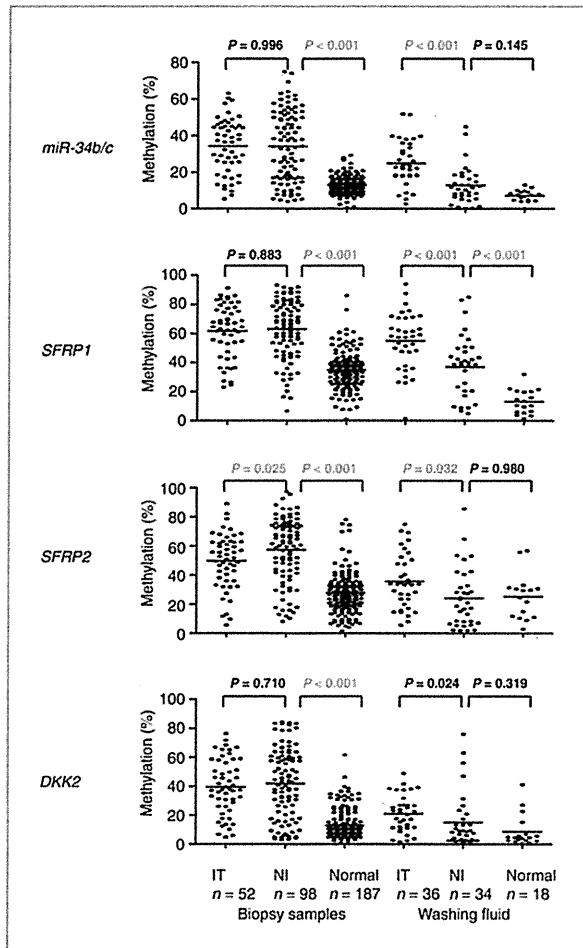 P = 0.996 P < 0.001 P < 0.001 P = 0.145
miR-34b/c
Methylation (%)
80
60
40
20
0
P = 0.883 P < 0.001 P < 0.001 P < 0.001
SFRP1
Methylation (%)
100
80
60
40
20
0
P = 0.025 P < 0.001 P = 0.032 P = 0.980
SFRP2
Methylation (%)
100
80
60
40
20
0
P = 0.710 P < 0.001 P = 0.024 P = 0.319
DKK2
Methylation (%)
100
80
60
40
20
0
IT NI Normal IT NI Normal
n = 52 n = 98 n = 187 n = 36 n = 34 n = 18
Biopsy samples Washing fluid